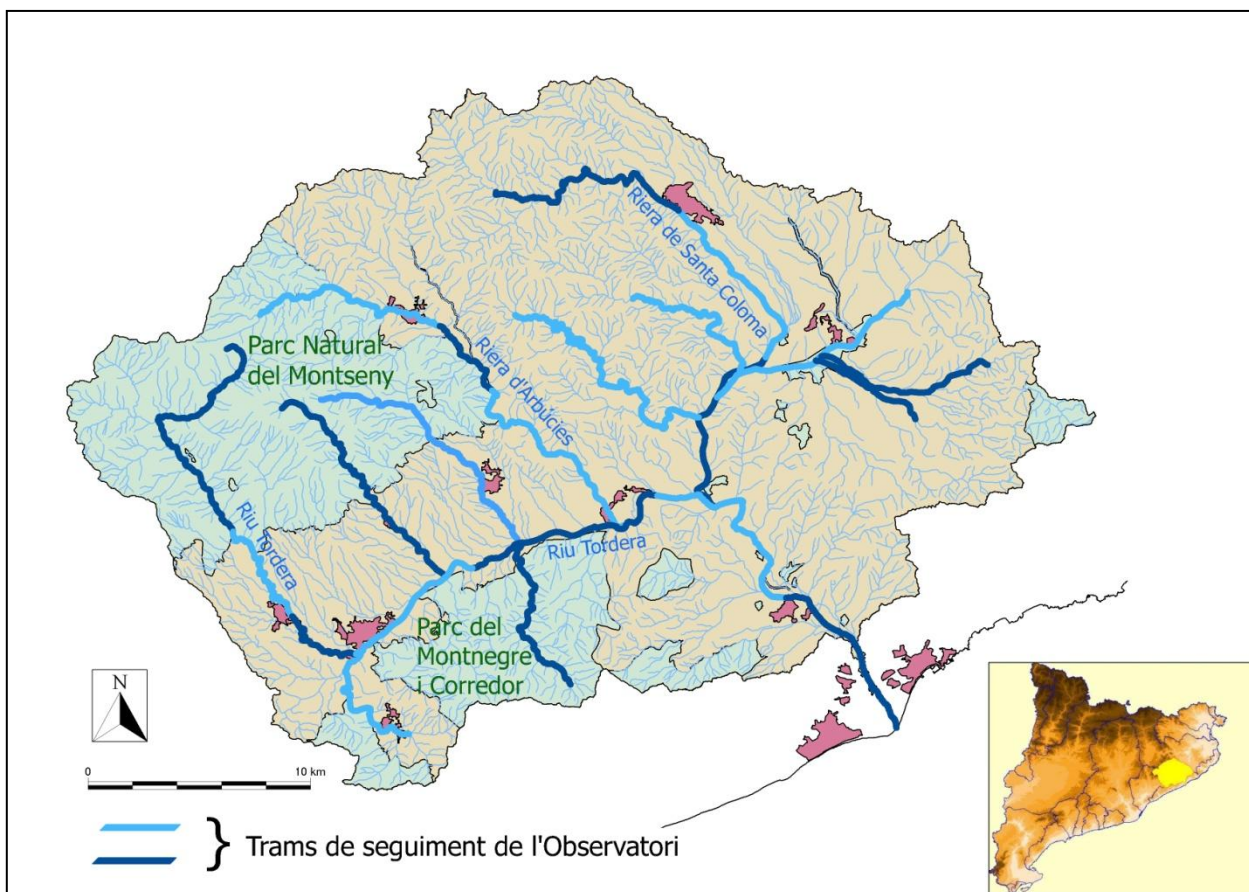 Riera de Santa Coloma
Parc Natural
del Montseny
Riera d'Arbúcies
Riu Tordera
Riu Tordera
Parc del
Montnegre
i Corredor
N
0
10 km
Trams de seguiment de l'Observatori